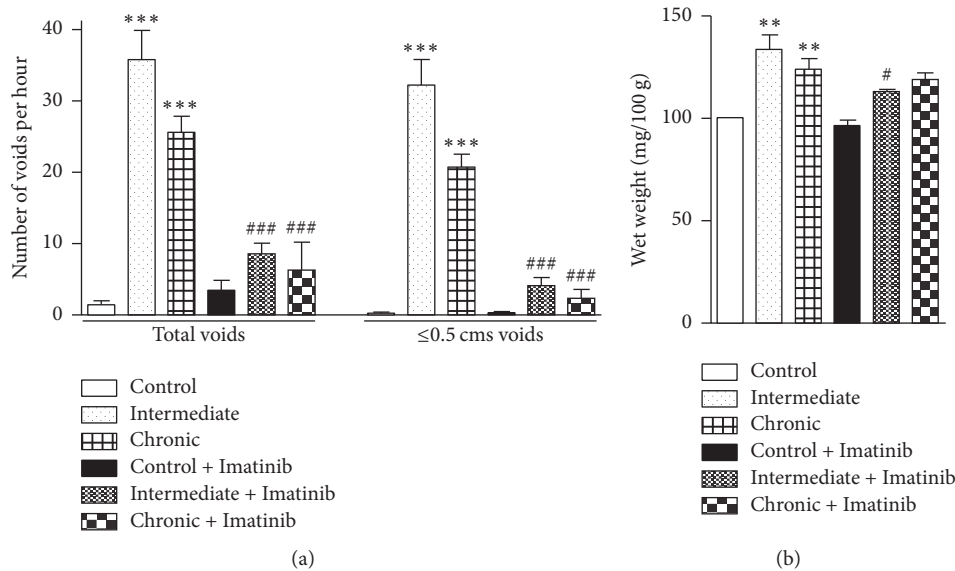 Number of voids per hour
40
30
20
10
0
***
***
### ###
***
***
###
###
Total voids
≤0.5 cms voids
Control
Intermediate
Chronic
Control + Imatinib
Intermediate + Imatinib
Chronic + Imatinib
(a)
Wet weight (mg/100 g)
150
100
50
0
**
**
#
Control
Intermediate
Chronic
Control + Imatinib
Intermediate + Imatinib
Chronic + Imatinib
(b)